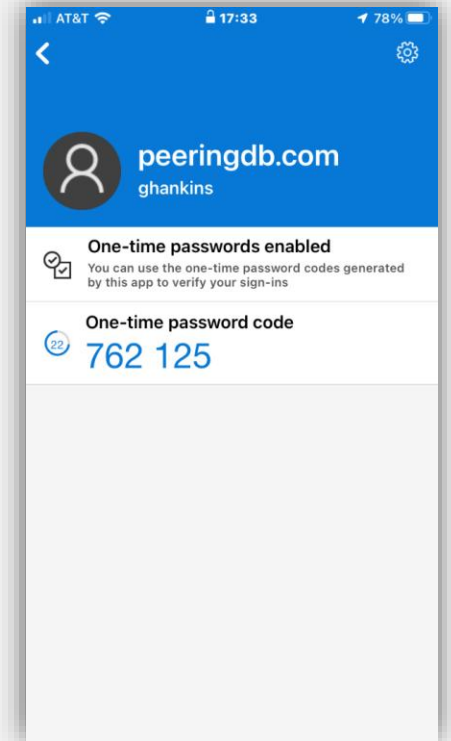 AT&T 17:33 78%
peeringdb.com
ghankins
One-time passwords enabled
You can use the one-time password codes generated
by this app to verify your sign-ins
One-time password code
22
762 125